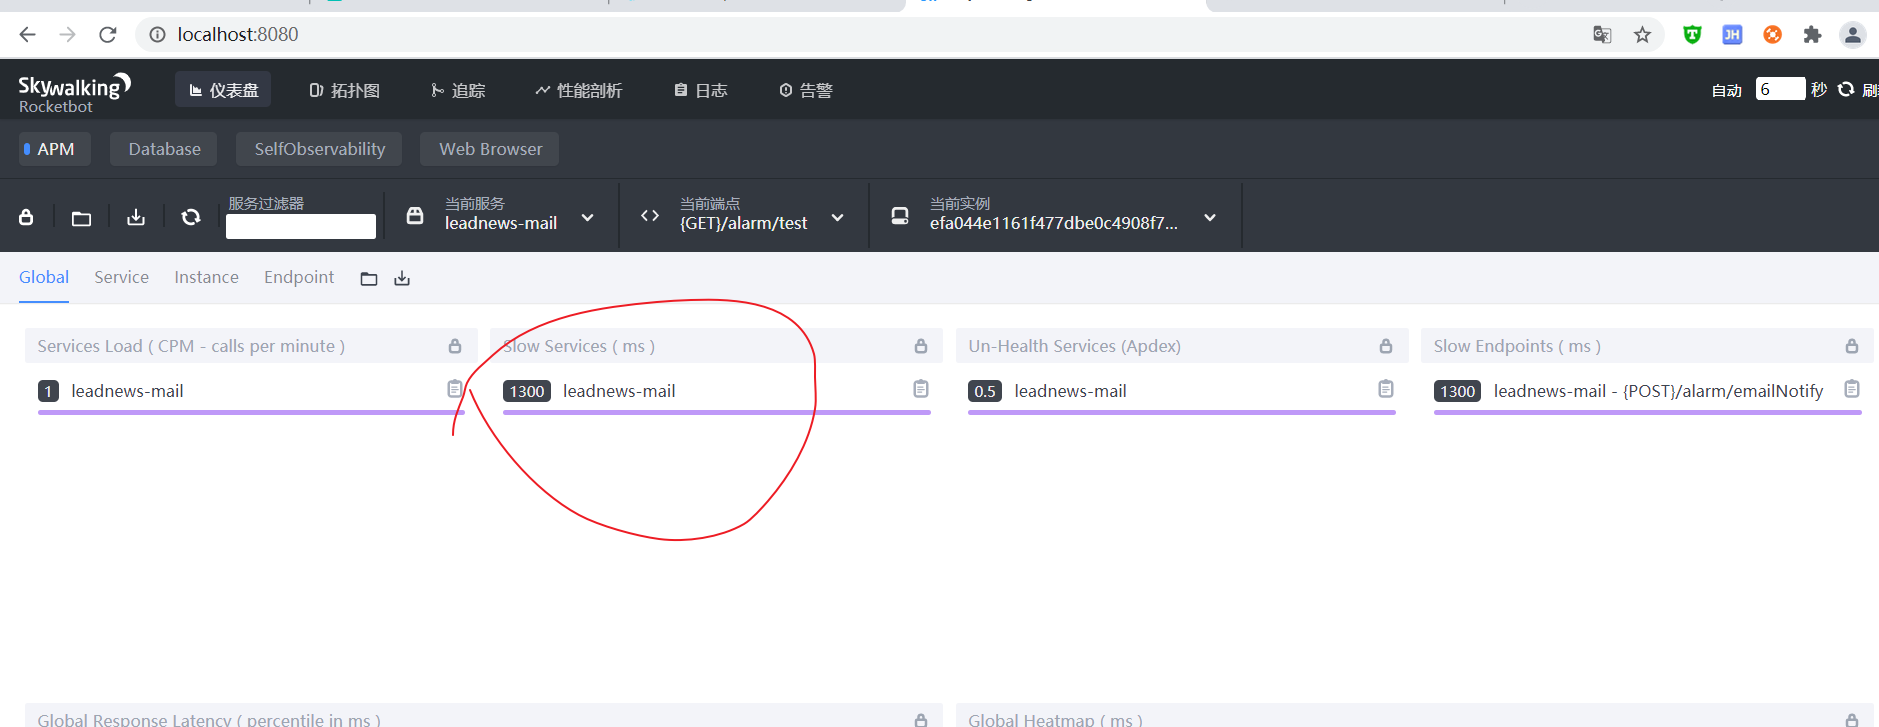 localhost:8080
Skywalking
Rocketbot
仪表盘 拓扑图 追踪 性能剖析 日志 告警 自动 6 秒
APM Database SelfObservability Web Browser
服务过滤器 当前服务 当前端点 当前实例
leadnews-mail {GET}/alarm/test efa044e1161f477dbe0c4908f7...
Global Service Instance Endpoint
Services Load ( CPM - calls per minute ) Slow Services ( ms ) Un-Health Services (Apdex) Slow Endpoints ( ms )
1 leadnews-mail 1300 leadnews-mail 0.5 leadnews-mail 1300 leadnews-mail - {POST}/alarm/emailNotify
Global Response Latency ( percentile in ms ) Global Heatmap ( ms )